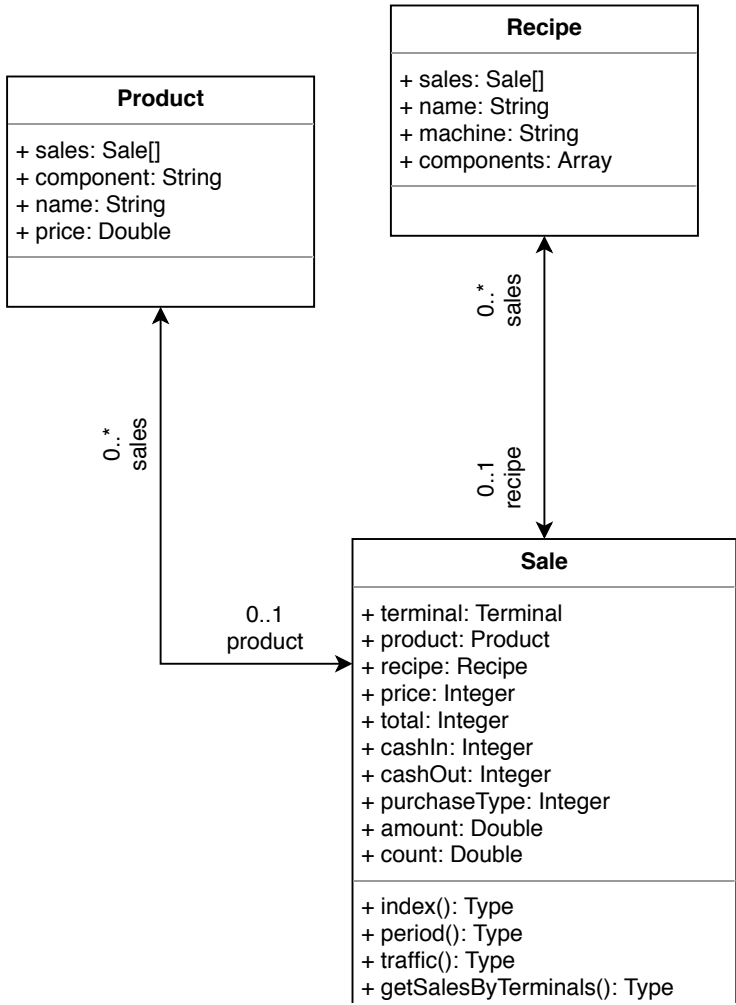 Recipe
+ sales: Sale[]
+ name: String
+ machine: String
+ components: Array
Product
+ sales: Sale[]
+ component: String
+ name: String
+ price: Double
0..*
sales
0..*
sales
0..1
recipe
0..1
product
Sale
+ terminal: Terminal
+ product: Product
+ recipe: Recipe
+ price: Integer
+ total: Integer
+ cashIn: Integer
+ cashOut: Integer
+ purchaseType: Integer
+ amount: Double
+ count: Double
+ index(): Type
+ period(): Type
+ traffic(): Type
+ getSalesByTerminals(): Type